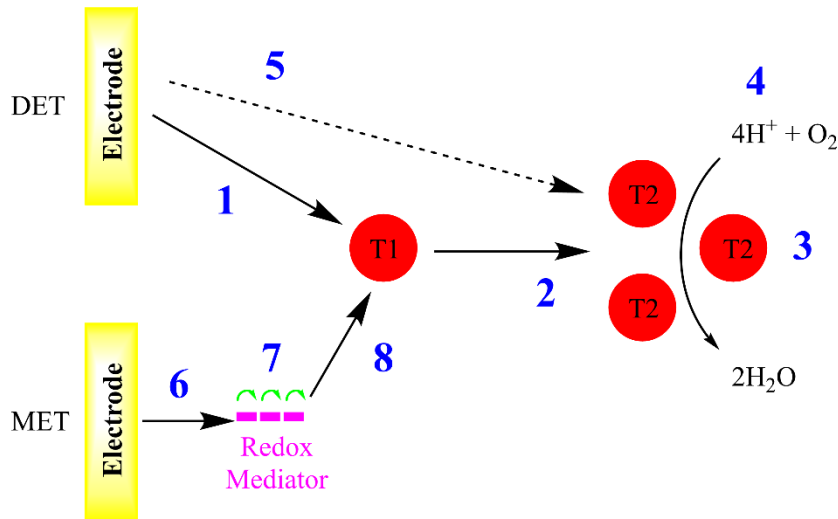 5
4
DET
Electrode
4H⁺ + O₂
1
T2
T1
T2
3
2
T2
7
8
6
2H₂O
MET
Electrode
Redox
Mediator